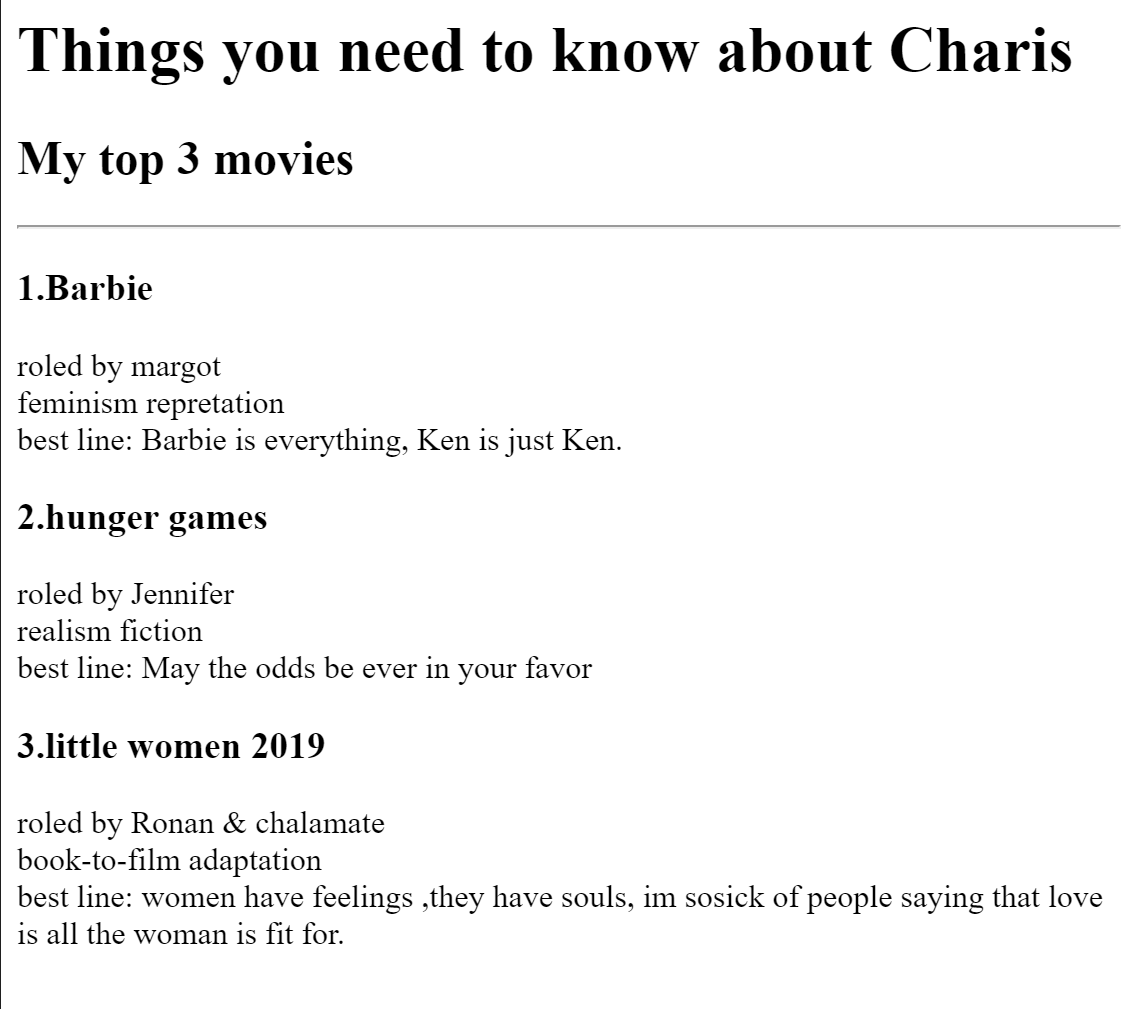 Things you need to know about Charis
My top 3 movies
1.Barbie
roled by margot
feminism repretation
best line: Barbie is everything, Ken is just Ken.
2.hunger games
roled by Jennifer
realism fiction
best line: May the odds be ever in your favor
3.little women 2019
roled by Ronan & chalamate
book-to-film adaptation
best line: women have feelings ,they have souls, im sosick of people saying that love
is all the woman is fit for.